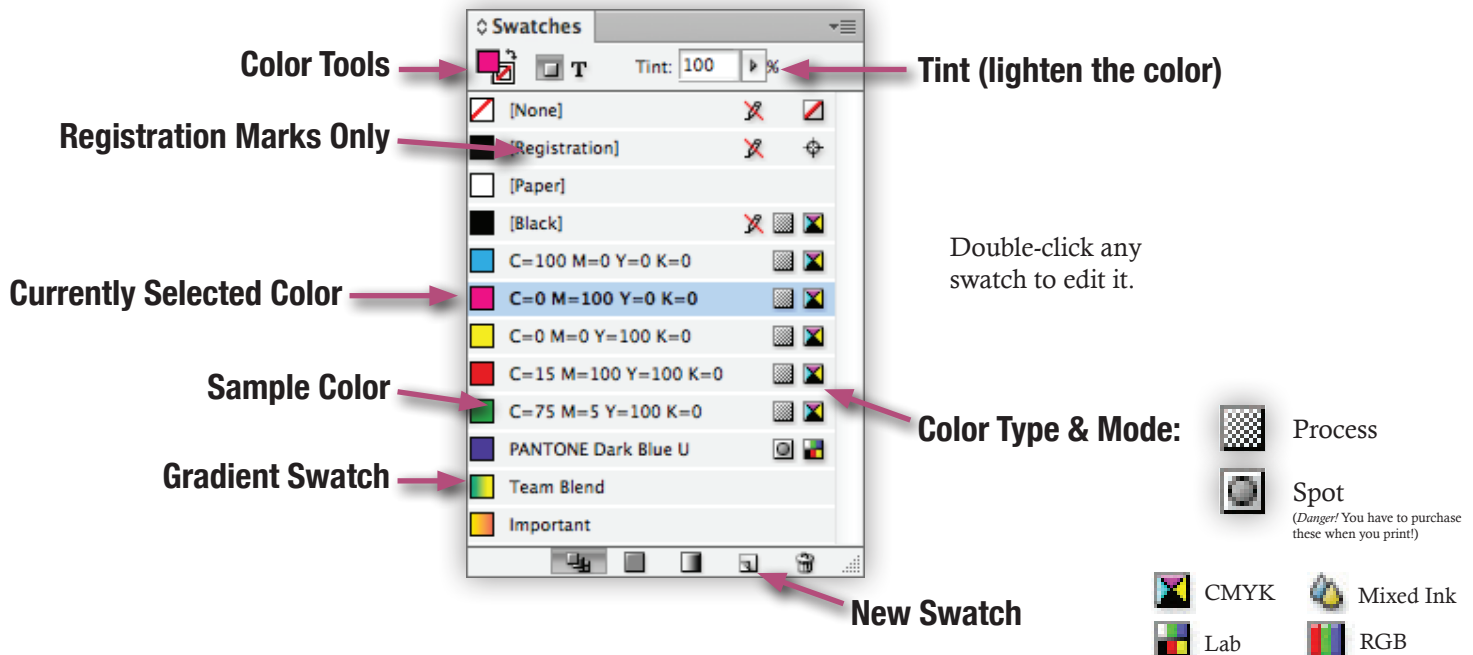 Swatches
Color Tools
T
Tint: 100 %
Tint (lighten the color)
[None]
Registration Marks Only
[Registration]
[Paper]
[Black]
Double-click any
swatch to edit it.
C=100 M=0 Y=0 K=0
Currently Selected Color
C=0 M=100 Y=0 K=0
C=0 M=0 Y=100 K=0
C=15 M=100 Y=100 K=0
Sample Color
C=75 M=5 Y=100 K=0
Color Type & Mode:
Process
PANTONE Dark Blue U
Gradient Swatch
Team Blend
Spot
(Danger! You have to purchase
these when you print!)
Important
New Swatch
CMYK
Mixed Ink
Lab
RGB